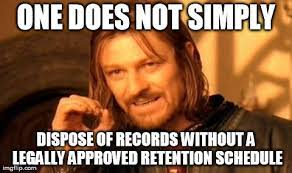 ONE DOES NOT SIMPLY
DISPOSE OF RECORDS WITHOUT A
LEGALLY APPROVED RETENTION SCHEDULE
imgflip.com